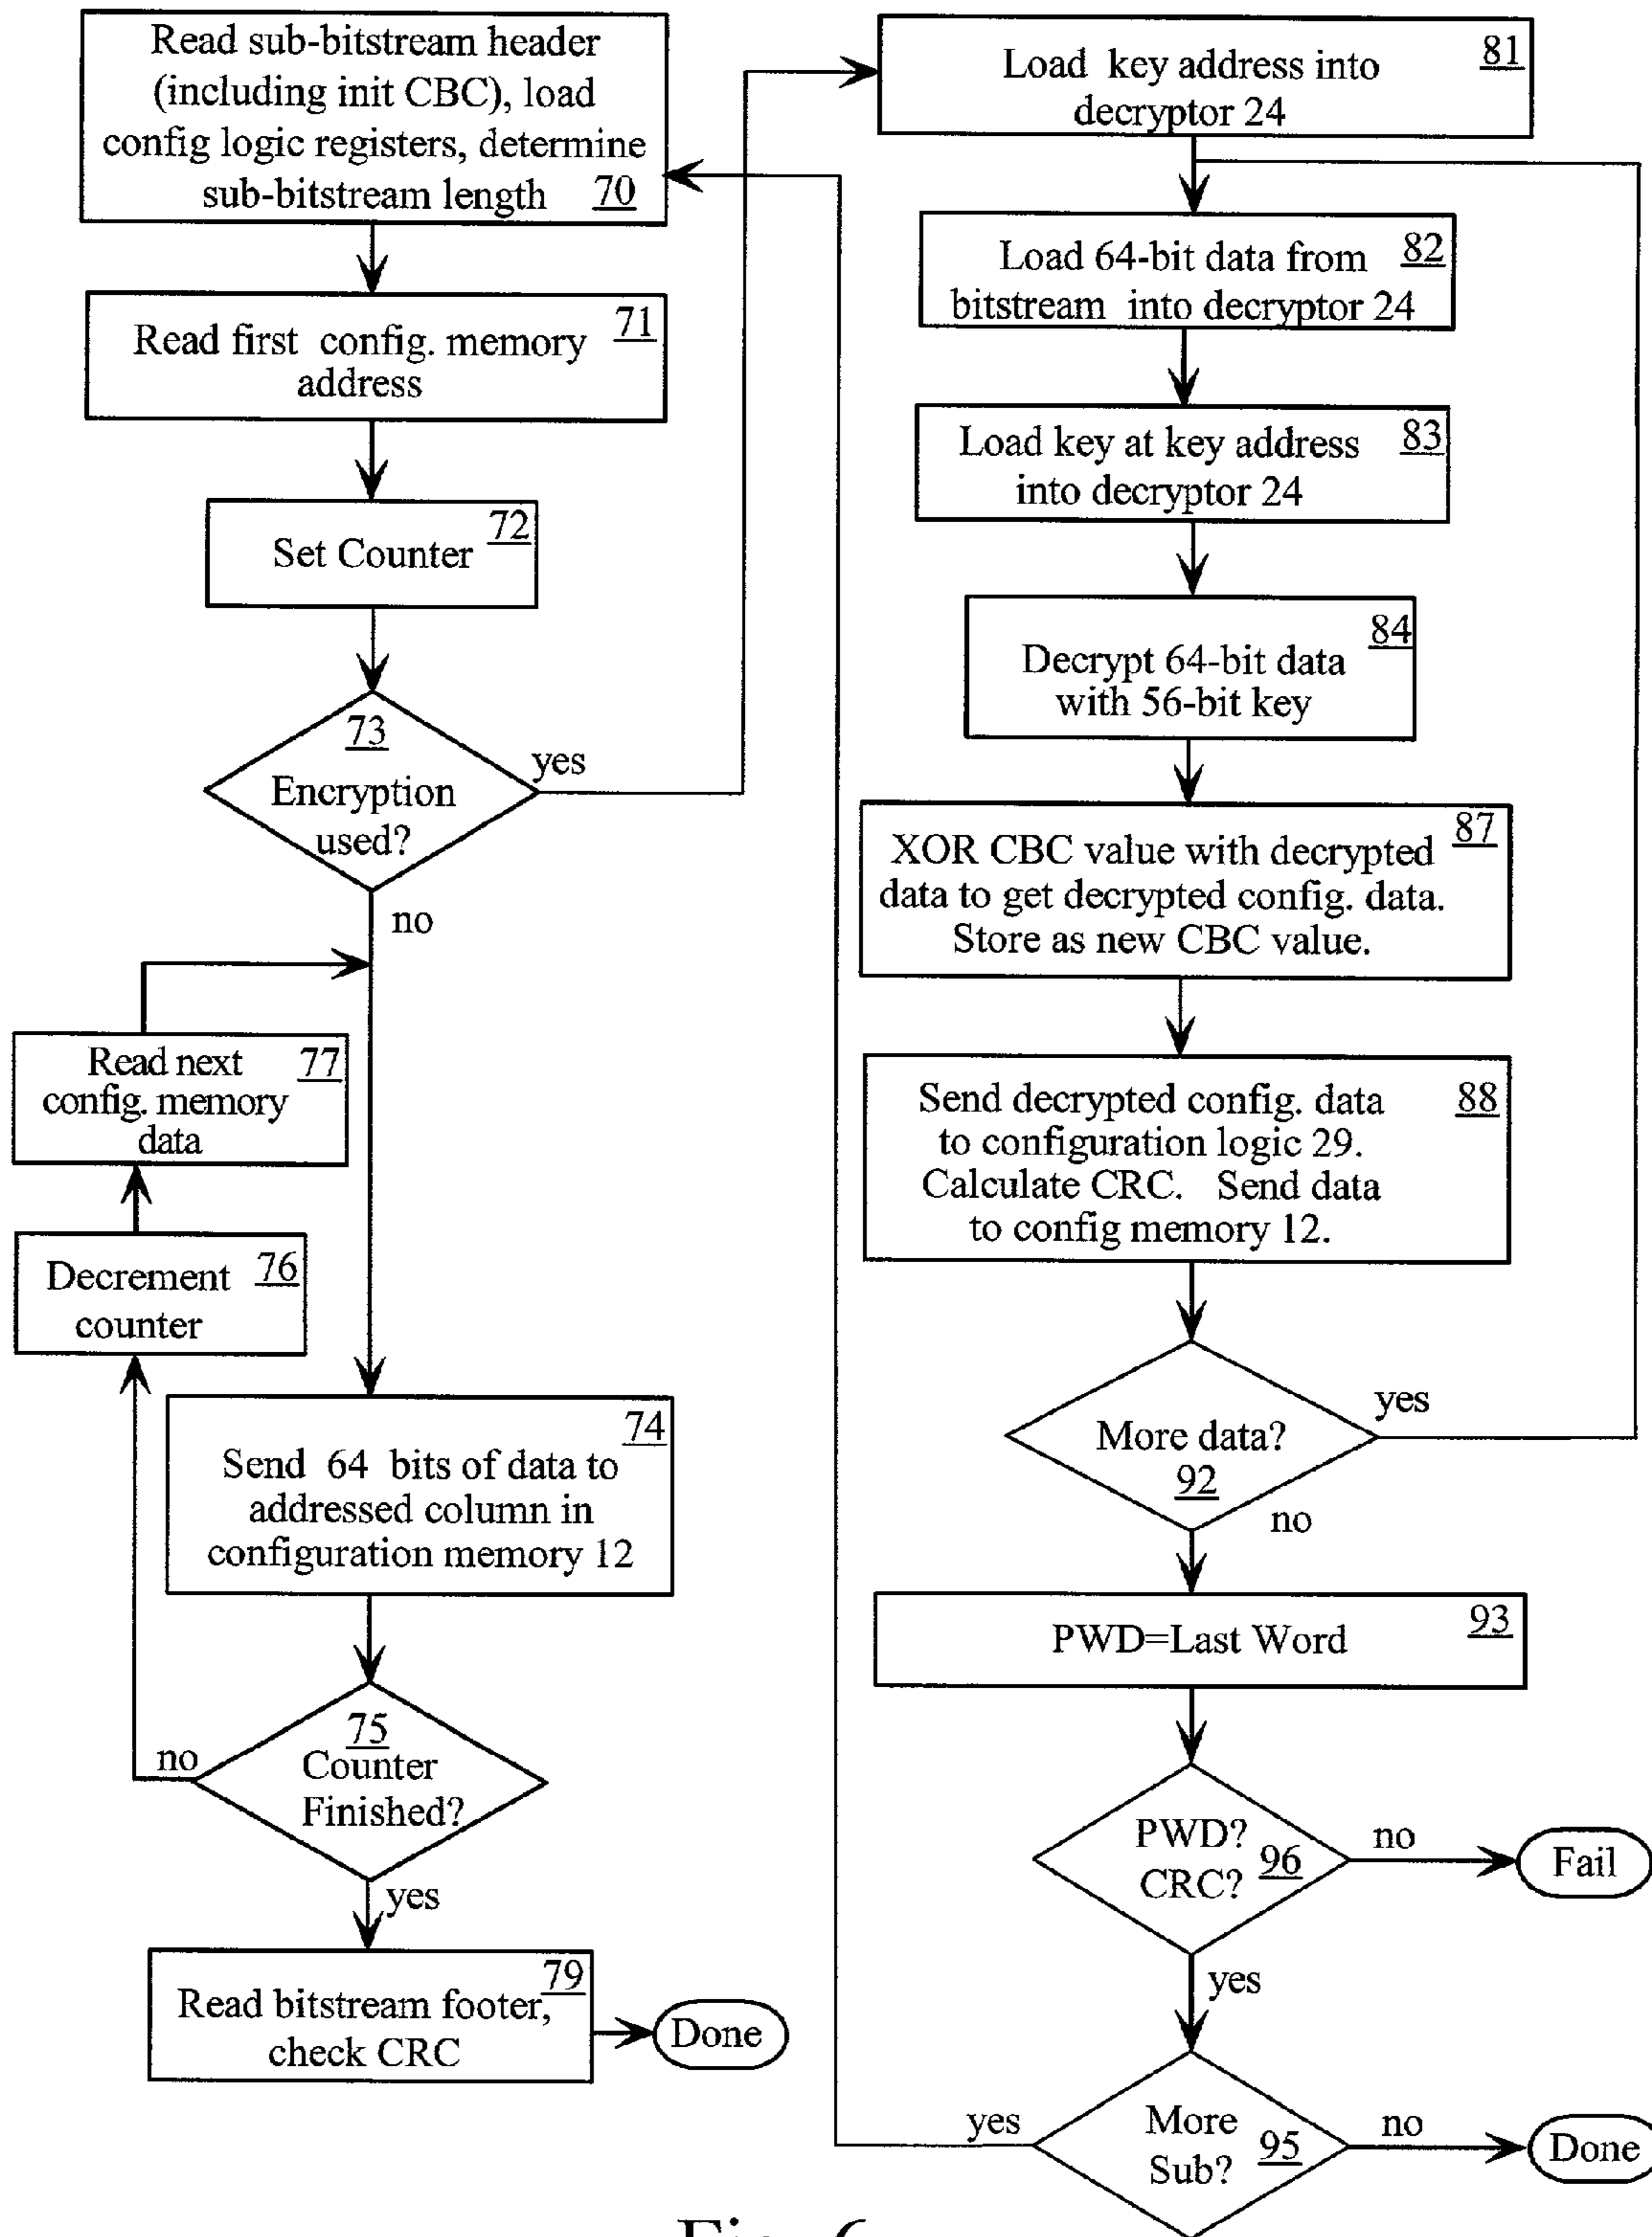 Read sub-bitstream header
(including init CBC), load
config logic registers, determine
sub-bitstream length 70
Read first config. memory 71
address
Set Counter 72
73
Encryption
used?
yes
no
Read next 77
config. memory
data
Decrement 76
counter
74
Send 64 bits of data to
addressed column in
configuration memory 12
75
Counter
Finished?
no
yes
79
Read bitstream footer,
check CRC
Done
81
Load key address into
decryptor 24
82
Load 64-bit data from
bitstream into decryptor 24
83
Load key at key address
into decryptor 24
84
Decrypt 64-bit data
with 56-bit key
87
XOR CBC value with decrypted
data to get decrypted config. data.
Store as new CBC value.
Send decrypted config. data 88
to configuration logic 29.
Calculate CRC. Send data
to config memory 12.
More data?
92
yes
no
PWD=Last Word 93
PWD?
CRC? 96
no
Fail
yes
More
Sub? 95
yes
no
Done
Fig. 6